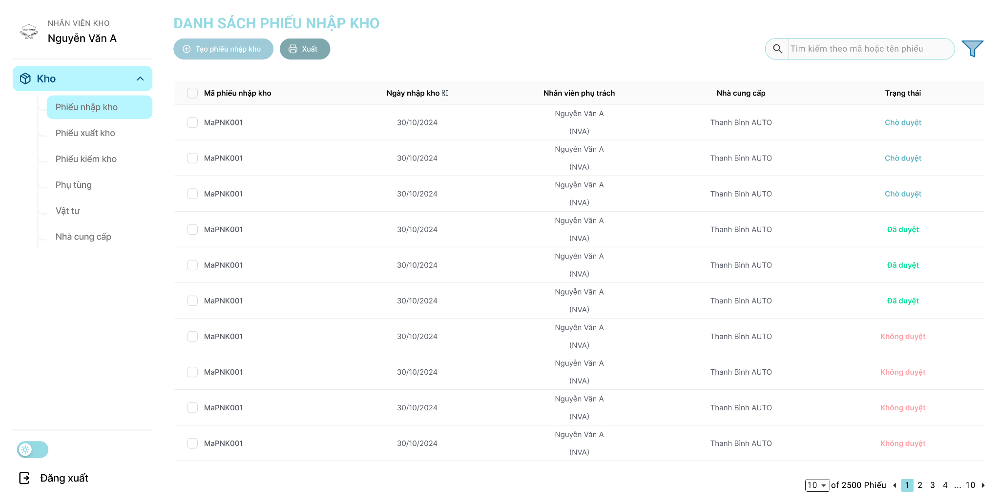 NHÂN VIÊN KHO
Nguyễn Văn A
Kho
Phiếu nhập kho
Phiếu xuất kho
Phiếu kiểm kho
Phụ tùng
Vật tư
Nhà cung cấp
Đăng xuất
DANH SÁCH PHIẾU NHẬP KHO
Tạo phiếu nhập kho Xuất
Tìm kiếm theo mã hoặc tên phiếu
Mã phiếu nhập kho Ngày nhập kho Nhân viên phụ trách Nhà cung cấp Trạng thái
MaPNK001 30/10/2024 Nguyễn Văn A (NVA) Thanh Bình AUTO Chờ duyệt
MaPNK001 30/10/2024 Nguyễn Văn A (NVA) Thanh Bình AUTO Chờ duyệt
MaPNK001 30/10/2024 Nguyễn Văn A (NVA) Thanh Bình AUTO Chờ duyệt
MaPNK001 30/10/2024 Nguyễn Văn A (NVA) Thanh Bình AUTO Đã duyệt
MaPNK001 30/10/2024 Nguyễn Văn A (NVA) Thanh Bình AUTO Đã duyệt
MaPNK001 30/10/2024 Nguyễn Văn A (NVA) Thanh Bình AUTO Đã duyệt
MaPNK001 30/10/2024 Nguyễn Văn A (NVA) Thanh Bình AUTO Không duyệt
MaPNK001 30/10/2024 Nguyễn Văn A (NVA) Thanh Bình AUTO Không duyệt
MaPNK001 30/10/2024 Nguyễn Văn A (NVA) Thanh Bình AUTO Không duyệt
MaPNK001 30/10/2024 Nguyễn Văn A (NVA) Thanh Bình AUTO Không duyệt
10 of 2500 Phiếu 1 2 3 4 ... 10